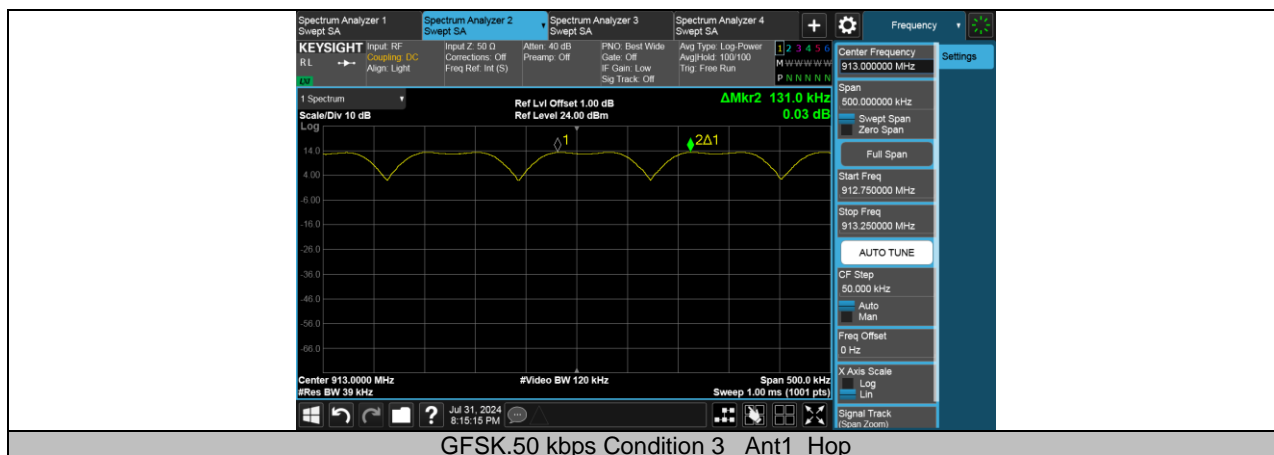 Spectrum Analyzer 1
Swept SA
Spectrum Analyzer 2
Swept SA
Spectrum Analyzer 3
Swept SA
Spectrum Analyzer 4
Swept SA
+
Frequency
KEYSIGHT
RL
LXI
Input: RF
Coupling: DC
Align: Light
Input Z: 50 Ω
Corrections: Off
Freq Ref: Int (S)
Atten: 40 dB
Preamp: Off
PNO: Best Wide
Gate: Off
IF Gain: Low
Sig Track: Off
Avg Type: Log-Power
Avg|Hold: 100/100
Trig: Free Run
1 2 3 4 5 6
M W W W W W
P N N N N N
1 Spectrum
Scale/Div 10 dB
Ref Lvl Offset 1.00 dB
Ref Level 24.00 dBm
ΔMkr2 131.0 kHz
0.03 dB
Log
14.0
4.00
-6.00
-16.0
-26.0
-36.0
-46.0
-56.0
-66.0
1
2Δ1
Center 913.0000 MHz
#Res BW 39 kHz
#Video BW 120 kHz
Span 500.0 kHz
Sweep 1.00 ms (1001 pts)
?
Jul 31, 2024
8:15:15 PM
Center Frequency
913.000000 MHz
Settings
Span
500.000000 kHz
Swept Span
Zero Span
Full Span
Start Freq
912.750000 MHz
Stop Freq
913.250000 MHz
AUTO TUNE
CF Step
50.000 kHz
Auto
Man
Freq Offset
0 Hz
X Axis Scale
Log
Lin
Signal Track
(Span Zoom)
GFSK,50 kbps Condition 3_ Ant1_Hop